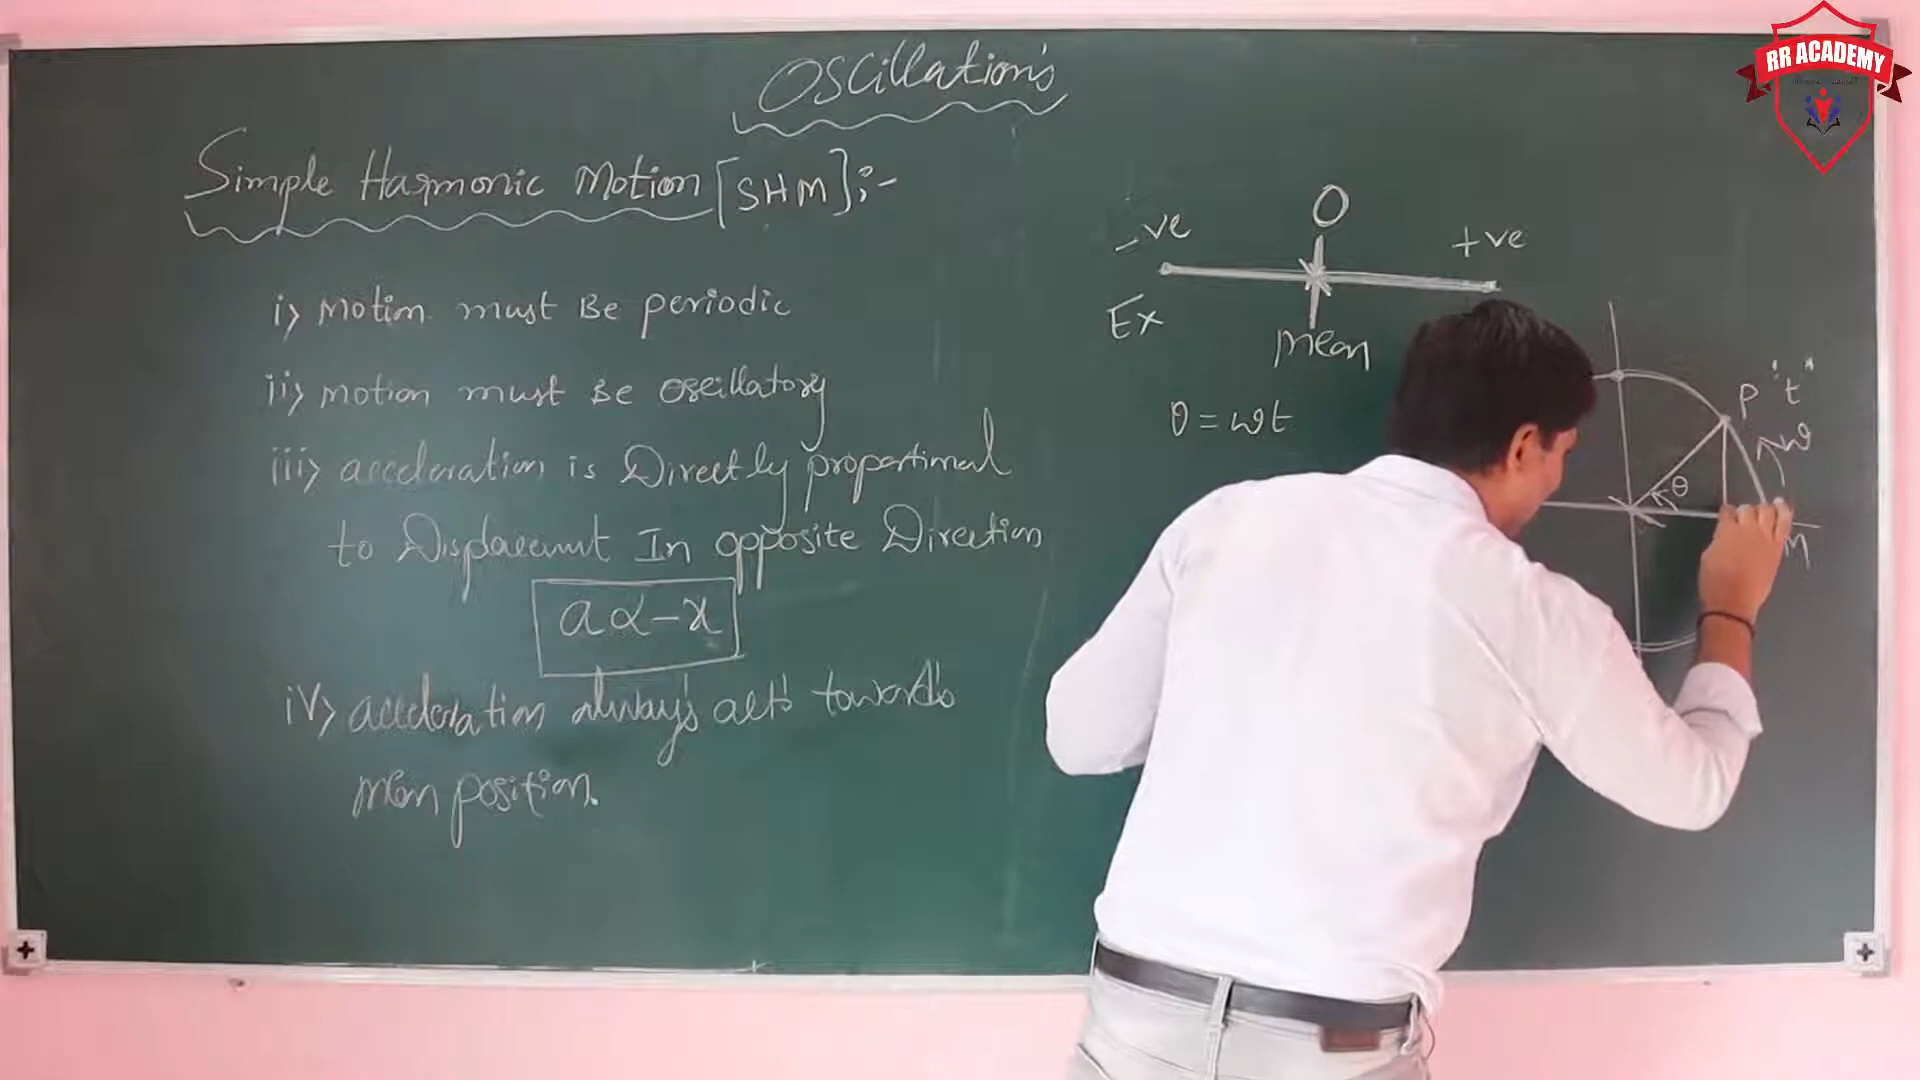 Oscillation's
Simple Harmonic Motion [SHM];-
i> Motion must Be periodic
ii> motion must Be oscillatory
iii> acceleration is Directly proportional
to Displacement In opposite Direction
a α -x
iv> acceleration always acts towards
mean position.
O
-ve
+ve
Ex
mean
θ = ωt
P "t"
ω
θ
M
RR ACADEMY